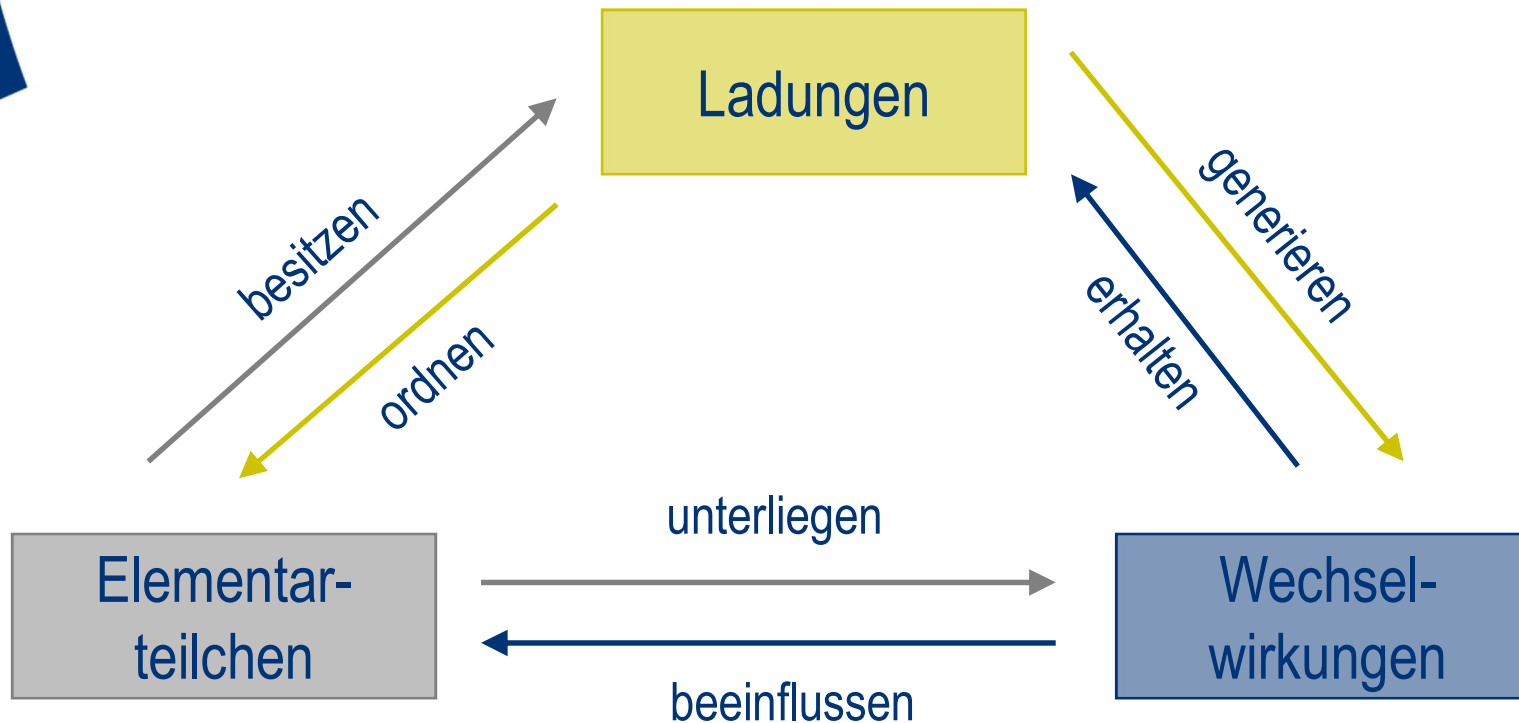 Ladungen
besitzen
ordnen
generieren
erhalten
unterliegen
Elementar-
teilchen
Wechsel-
wirkungen
beeinflussen